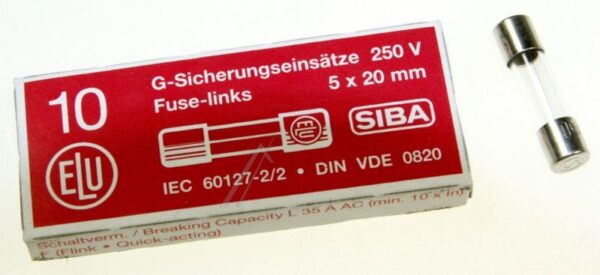 10
G-Sicherungseinsätze 250 V
Fuse-links 5 x 20 mm
ELU
SIBA
IEC 60127-2/2 • DIN VDE 0820
Schaltverm. / Breaking Capacity L 35 A AC (min. 10 x In)
F (Flink • Quick-acting)